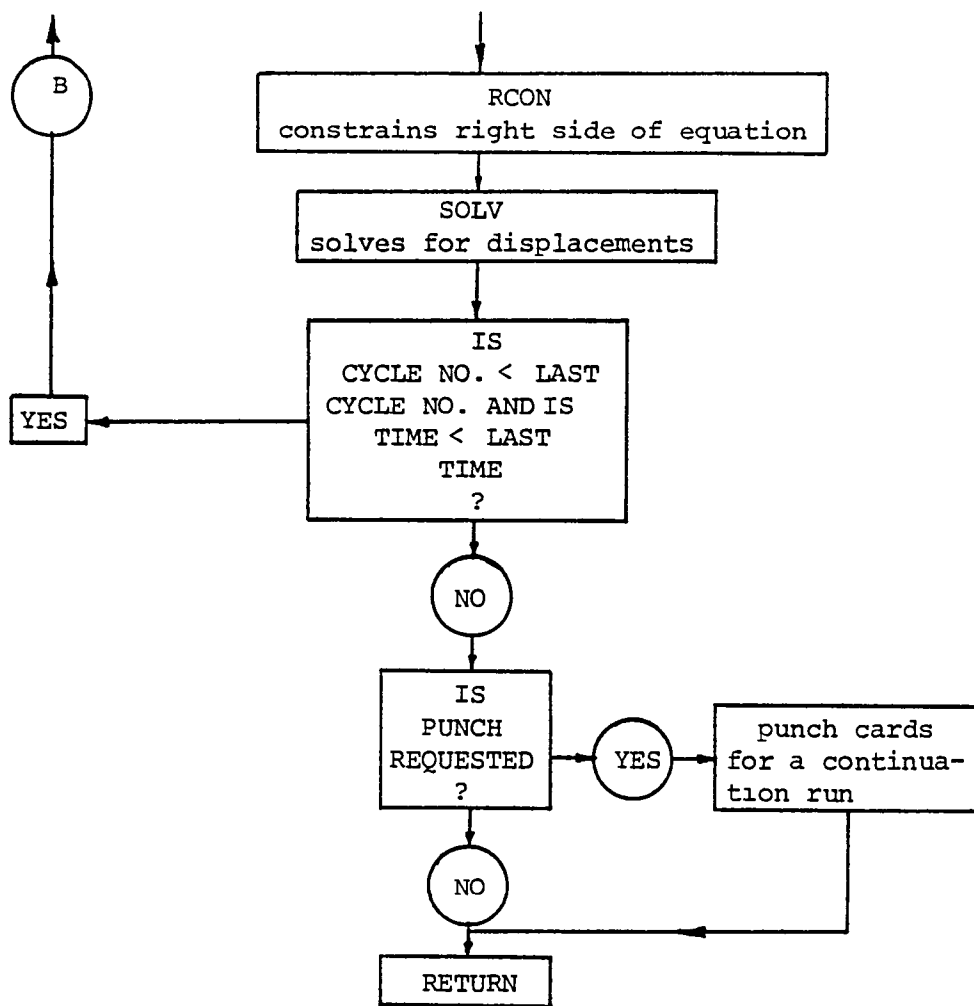 B
RCON
constrains right side of equation
SOLV
solves for displacements
IS
CYCLE NO. < LAST
CYCLE NO. AND IS
TIME < LAST
TIME
?
YES
NO
IS
PUNCH
REQUESTED
?
YES
punch cards
for a continua-
tion run
NO
RETURN